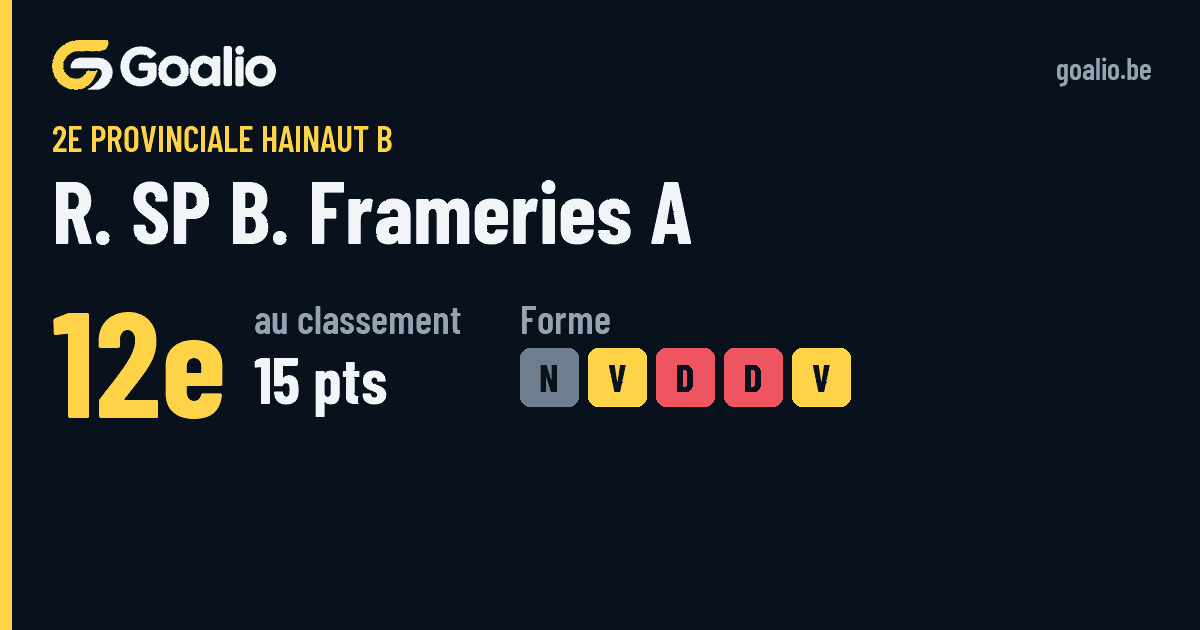 Goalio
goalio.be
2E PROVINCIALE HAINAUT B
R. SP B. Frameries A
12e
au classement
15 pts
Forme
N V D D V